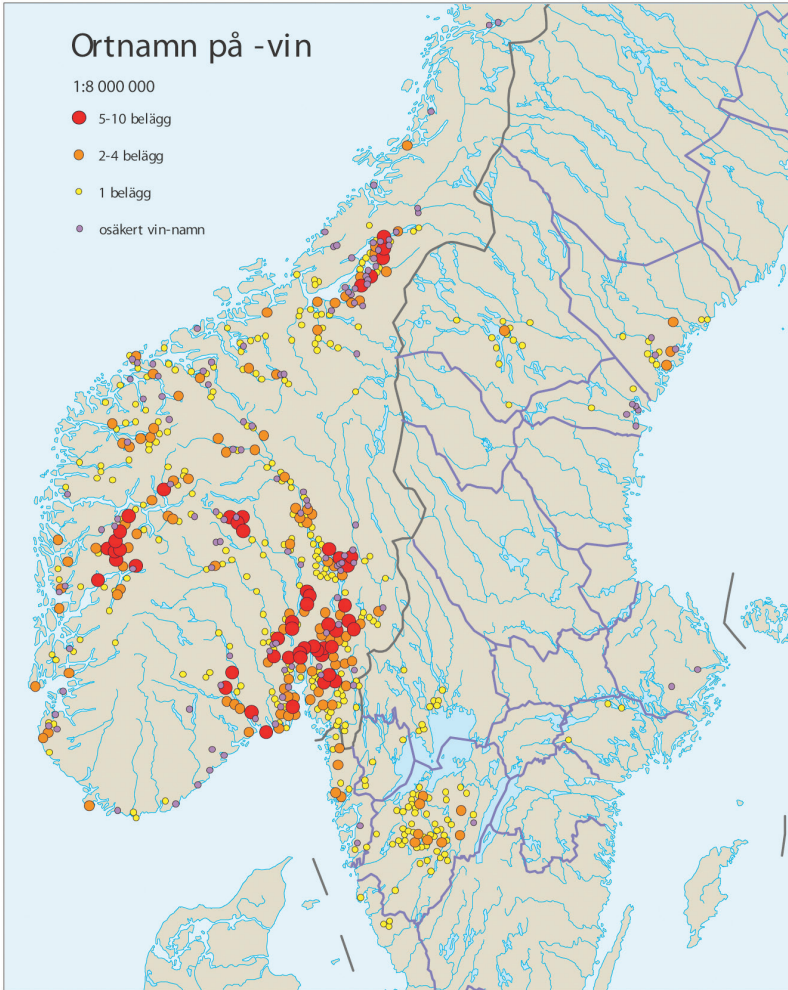 Ortnamn på -vin
1:8 000 000
5-10 belägg
2-4 belägg
1 belägg
osäkert vin-namn